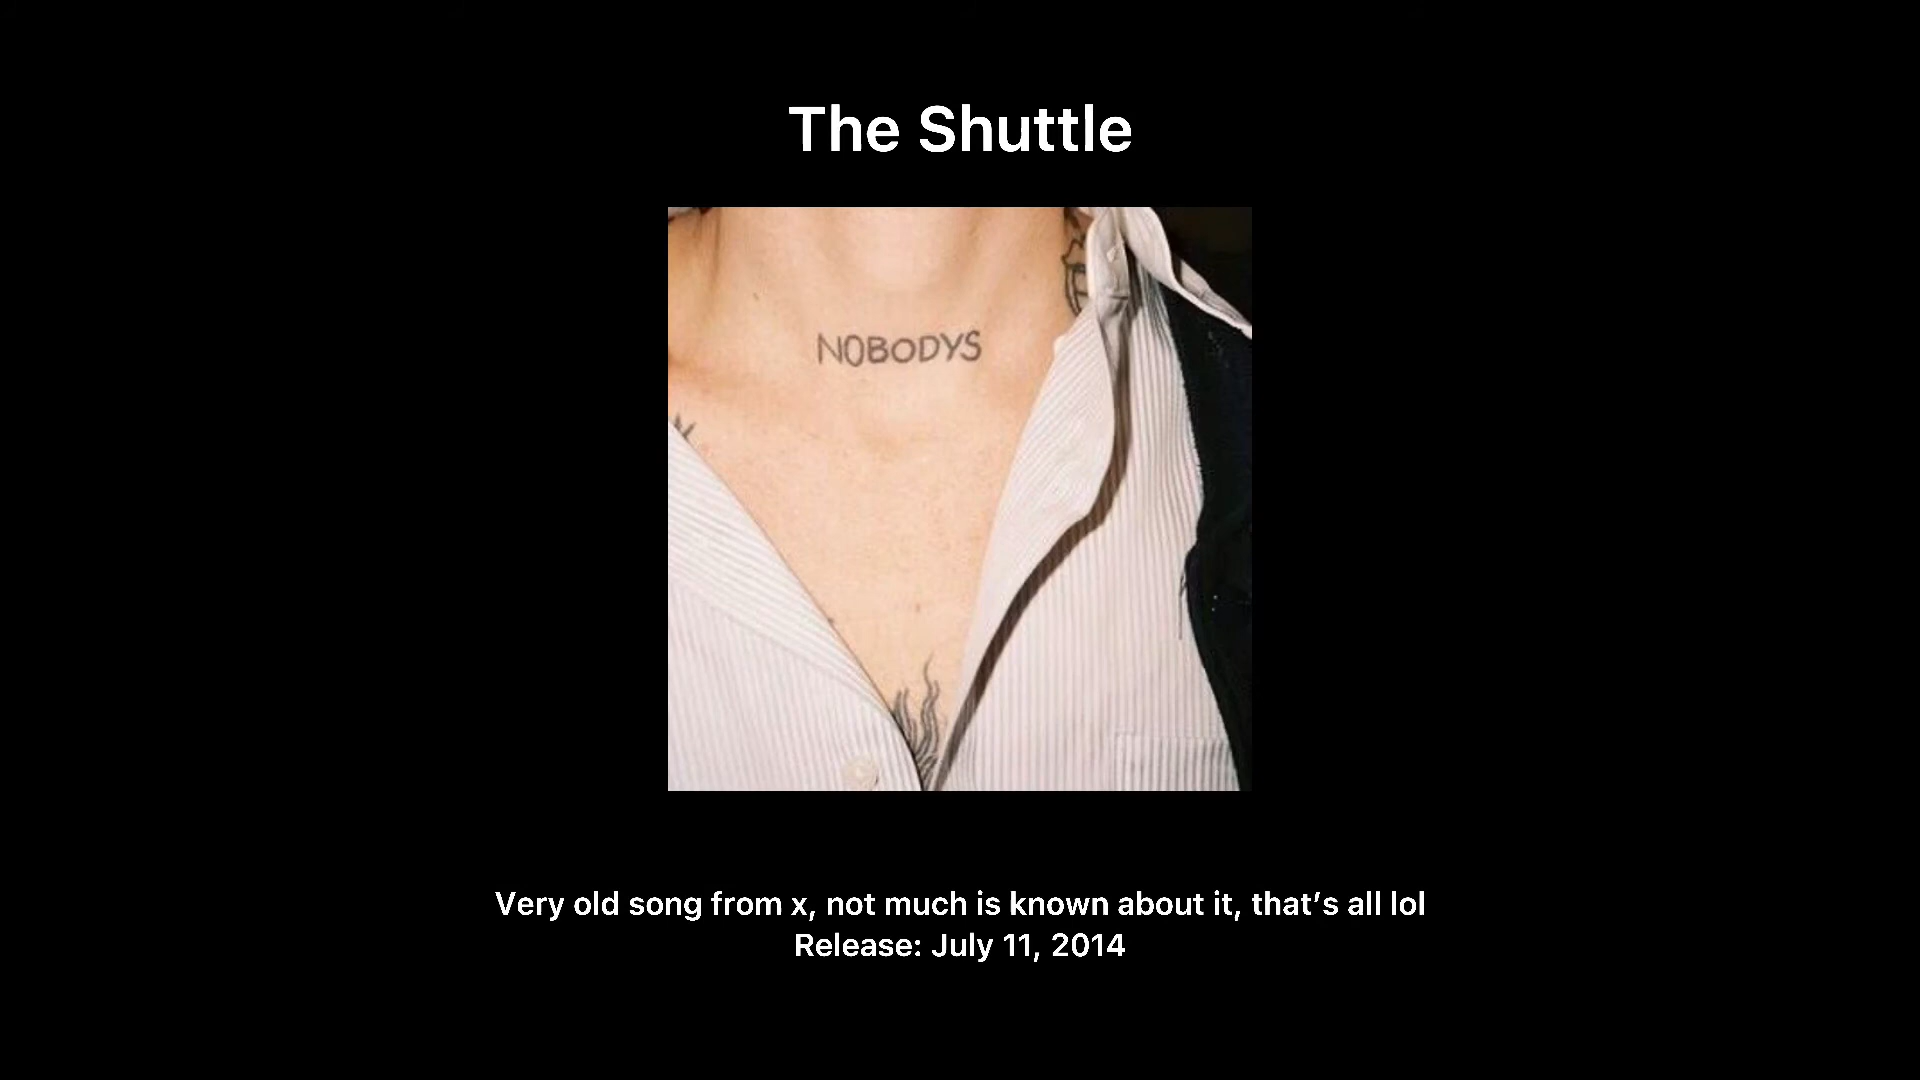 The Shuttle
NOBODYS
Very old song from x, not much is known about it, that’s all lol
Release: July 11, 2014